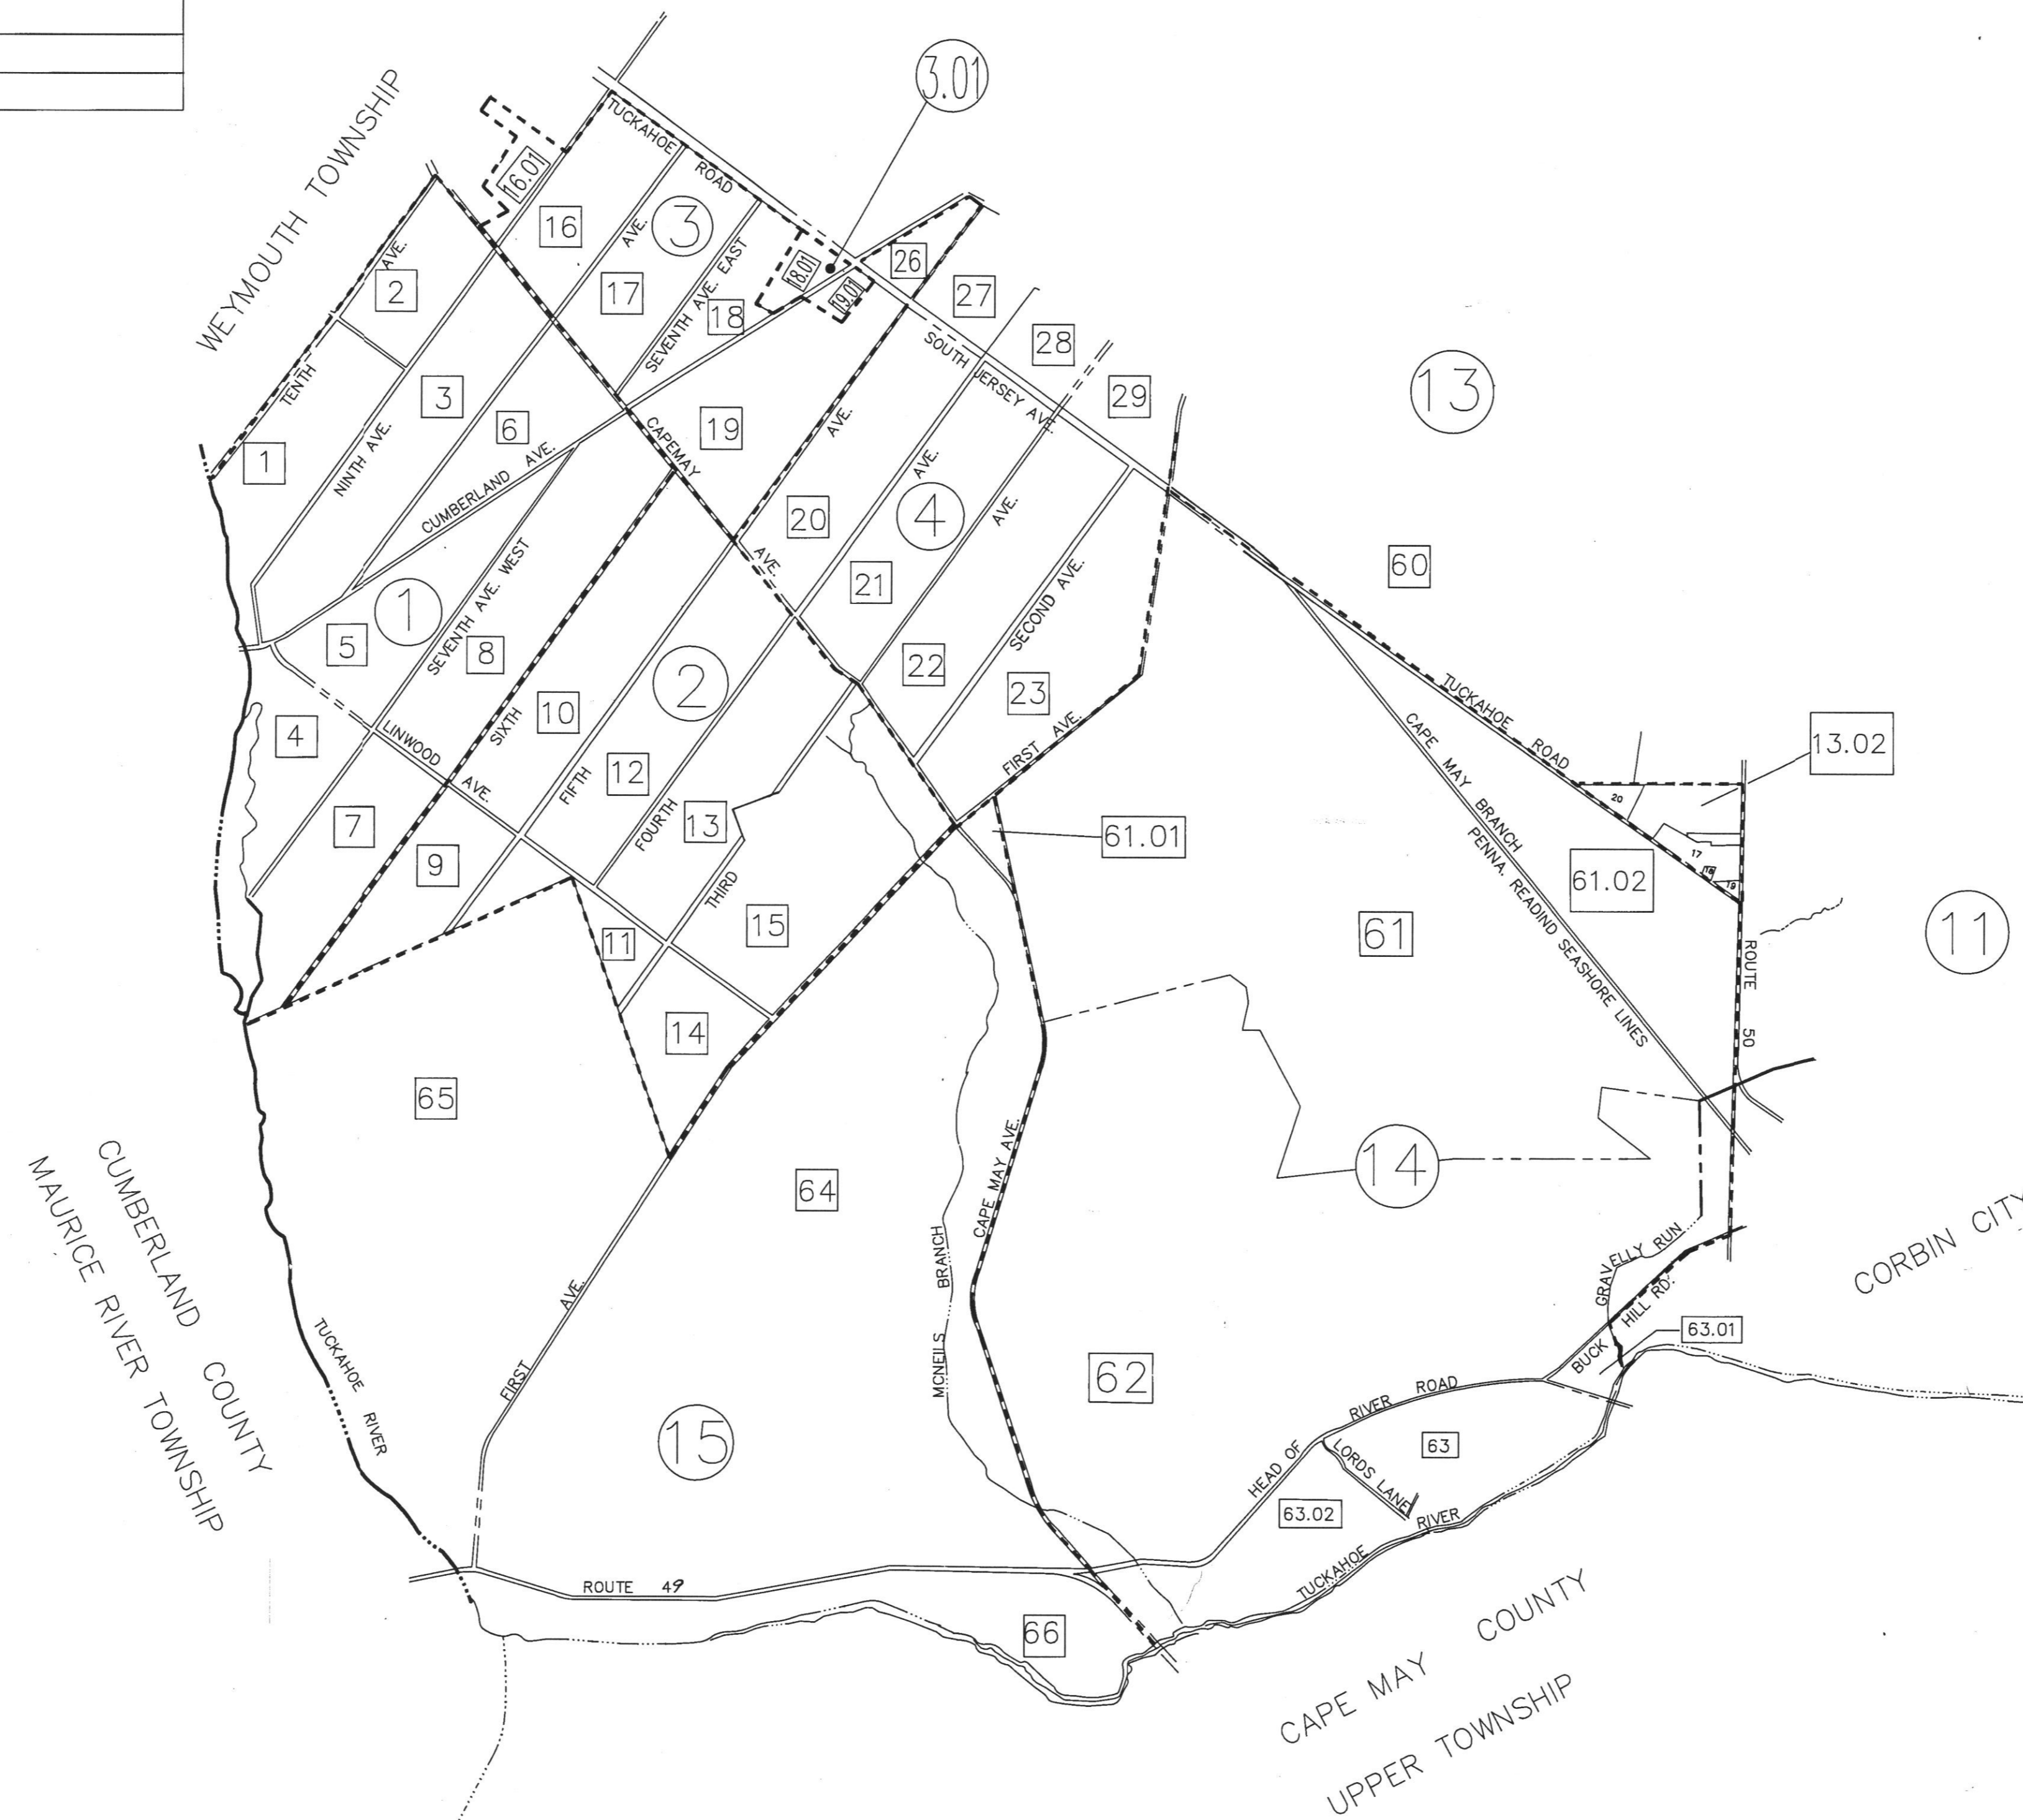 3.01
WEYMOUTH TOWNSHIP
TUCKAHOE
ROAD
16.01
16
AVE.
3
17
SEVENTH AVE. EAST
18
18.01
19.01
26
27
28
29
13
2
AVE.
TENTH
1
3
NINTH AVE.
6
CUMBERLAND AVE.
CAPEMAY
AVE.
19
SOUTH JERSEY AVE.
AVE.
20
AVE.
4
AVE.
21
SECOND AVE.
22
23
FIRST AVE.
60
1
5
SEVENTH AVE. WEST
8
2
10
SIXTH
4
LINWOOD AVE.
7
9
FIFTH
12
FOURTH
13
THIRD
11
15
14
TUCKAHOE ROAD
CAPE MAY BRANCH
PENNA. READIND SEASHORE LINES
13.02
20
17
18
19
61.01
61.02
61
11
ROUTE 50
65
64
14
CAPE MAY AVE.
MCNEILS BRANCH
CUMBERLAND COUNTY
MAURICE RIVER TOWNSHIP
TUCKAHOE RIVER
FIRST AVE.
15
62
GRAVELLY RUN
BUCK HILL RD.
63.01
CORBIN CITY
HEAD OF RIVER ROAD
LORDS LANE
63
63.02
TUCKAHOE RIVER
ROUTE 49
66
CAPE MAY COUNTY
UPPER TOWNSHIP